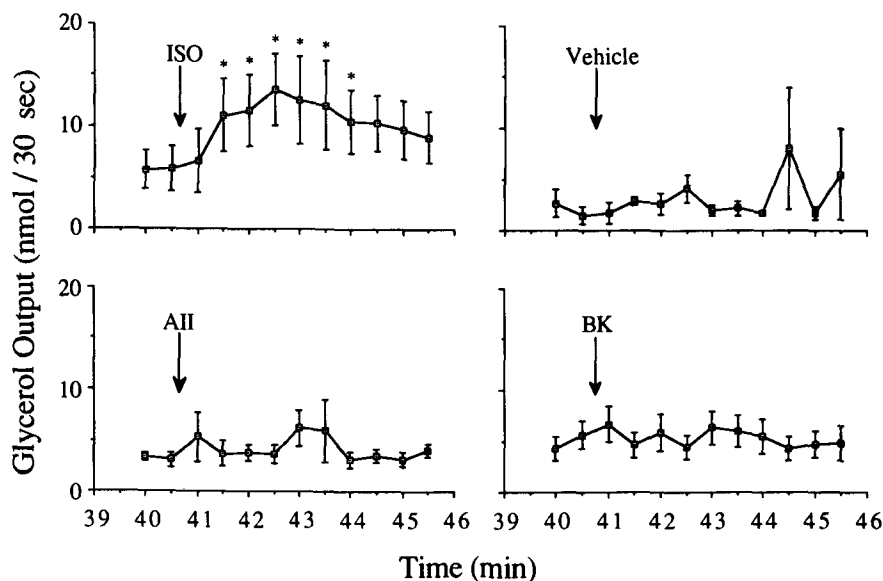 Glycerol Output (nmol / 30 sec)
20
10
0
ISO
* * * * * *
Vehicle
20
10
0
AII
BK
39 40 41 42 43 44 45 46
39 40 41 42 43 44 45 46
Time (min)